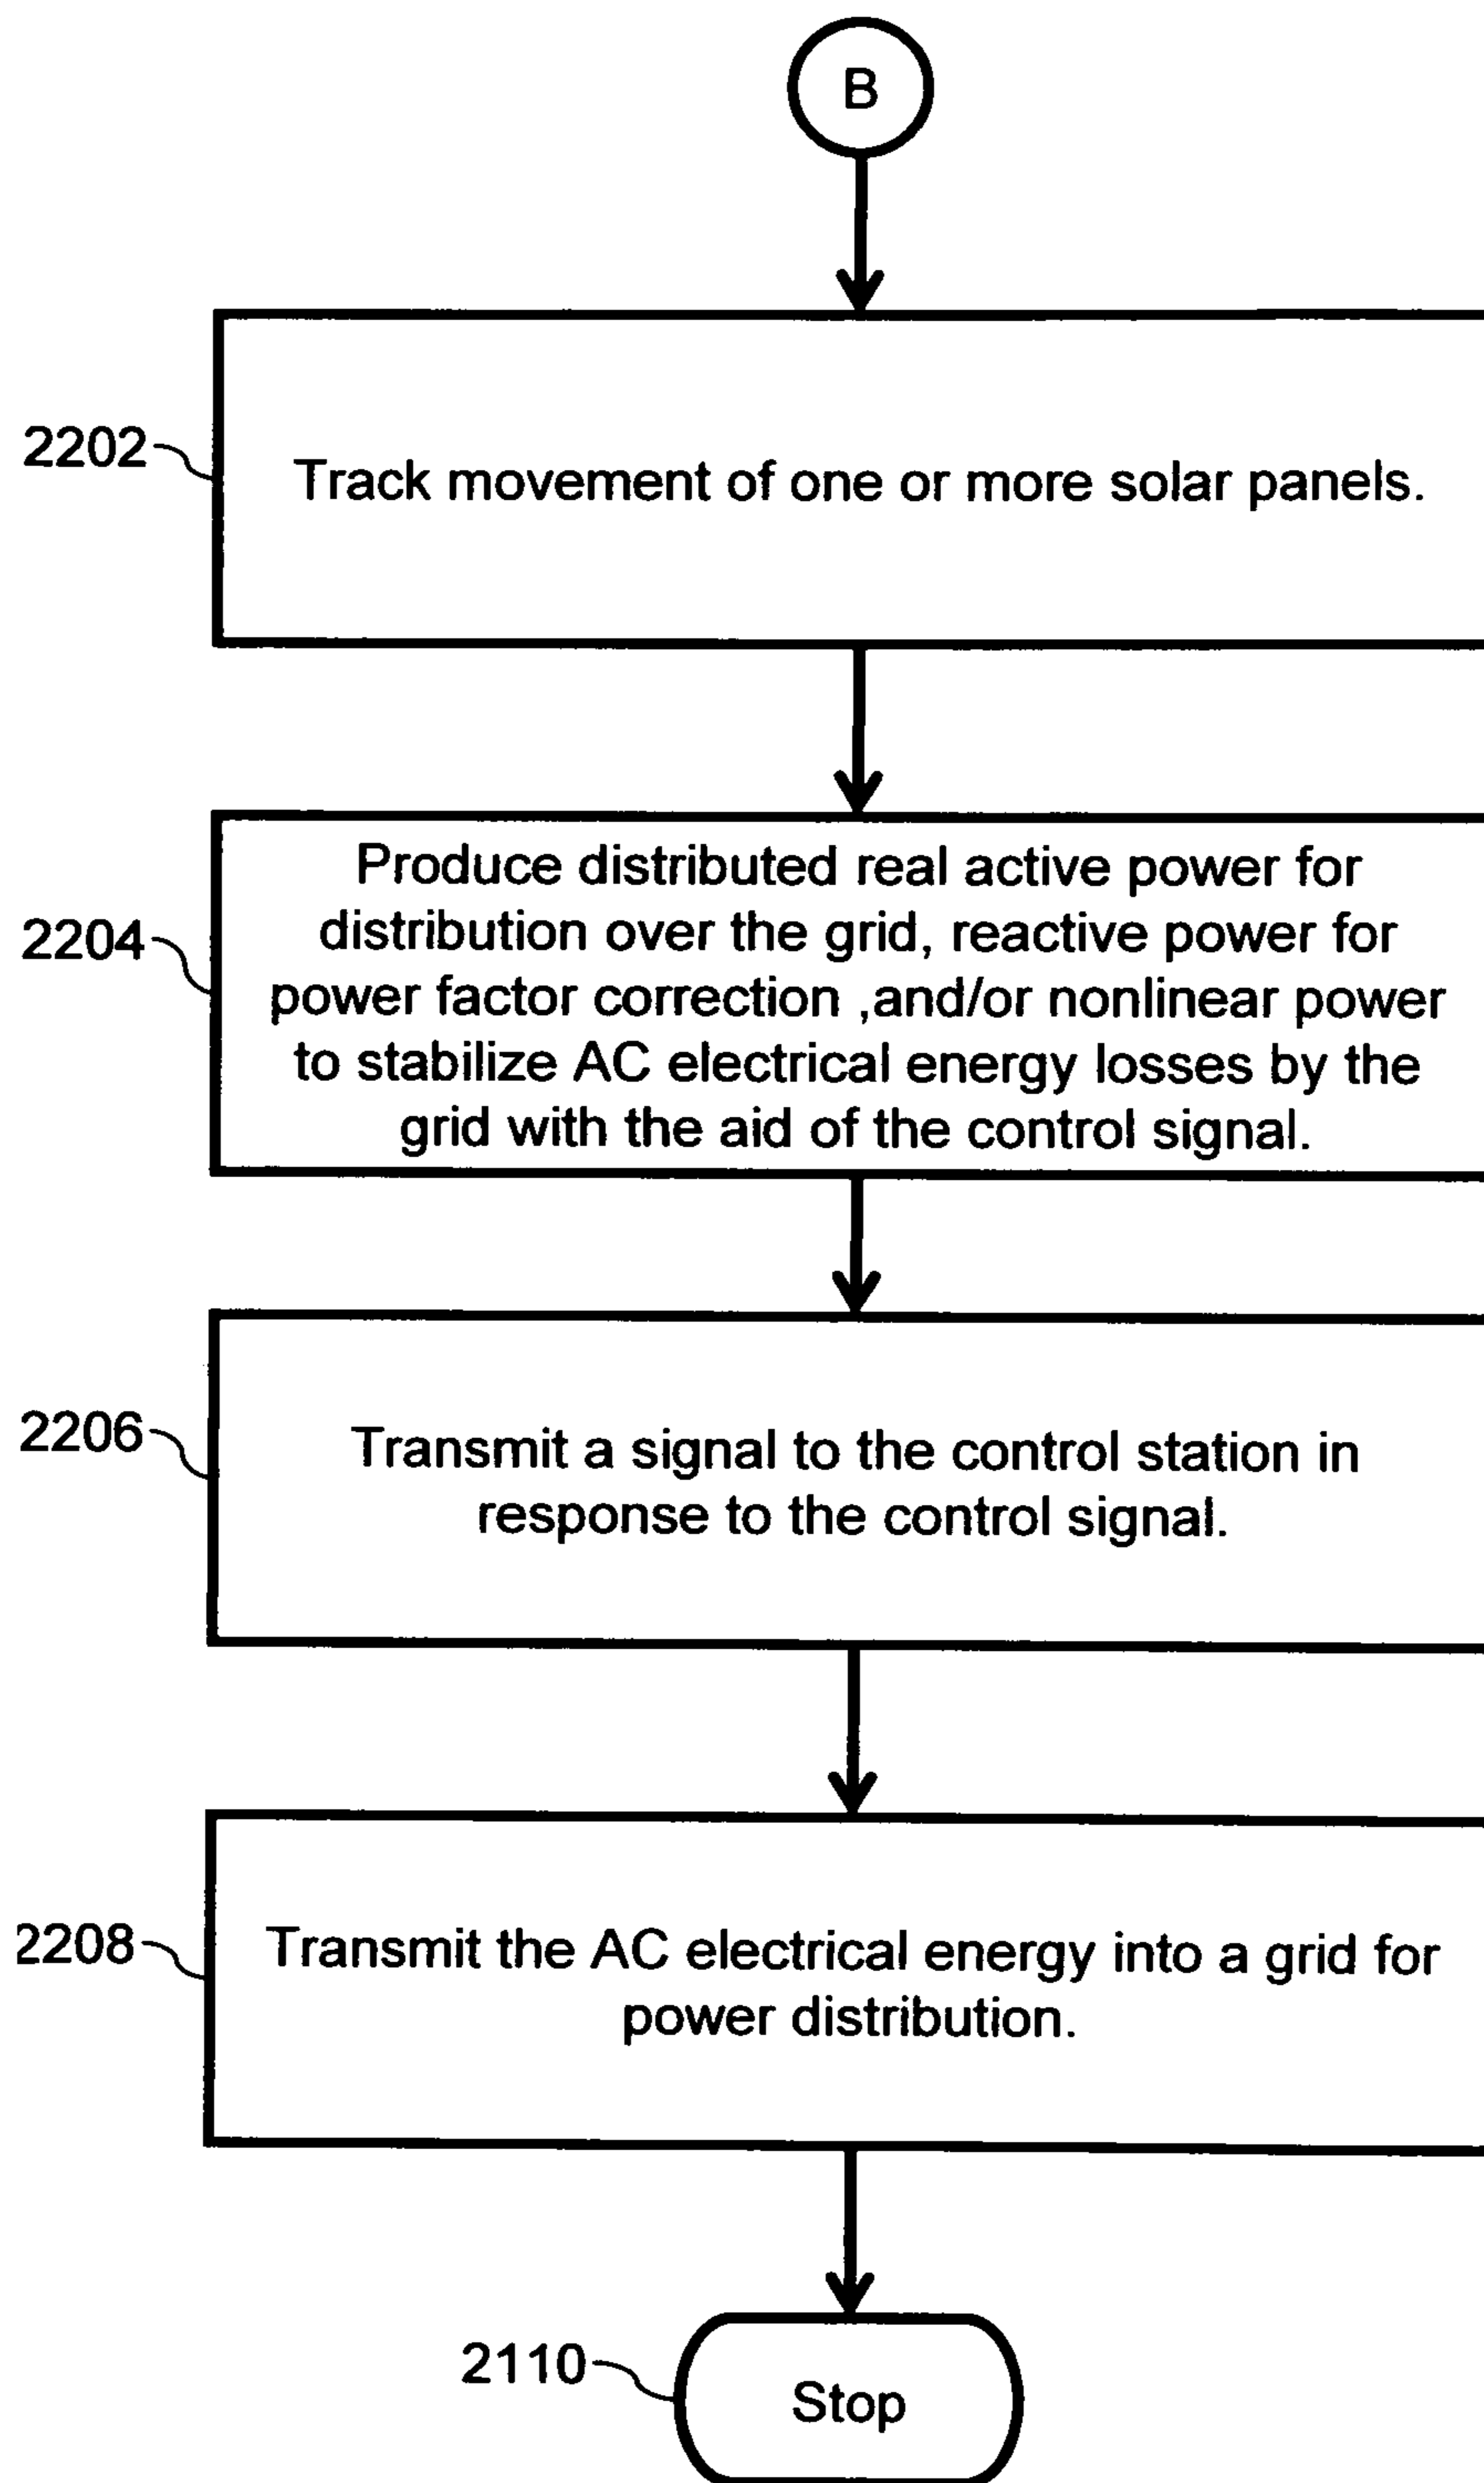 B
2202
Track movement of one or more solar panels.
2204
Produce distributed real active power for
distribution over the grid, reactive power for
power factor correction ,and/or nonlinear power
to stabilize AC electrical energy losses by the
grid with the aid of the control signal.
2206
Transmit a signal to the control station in
response to the control signal.
2208
Transmit the AC electrical energy into a grid for
power distribution.
2110
Stop